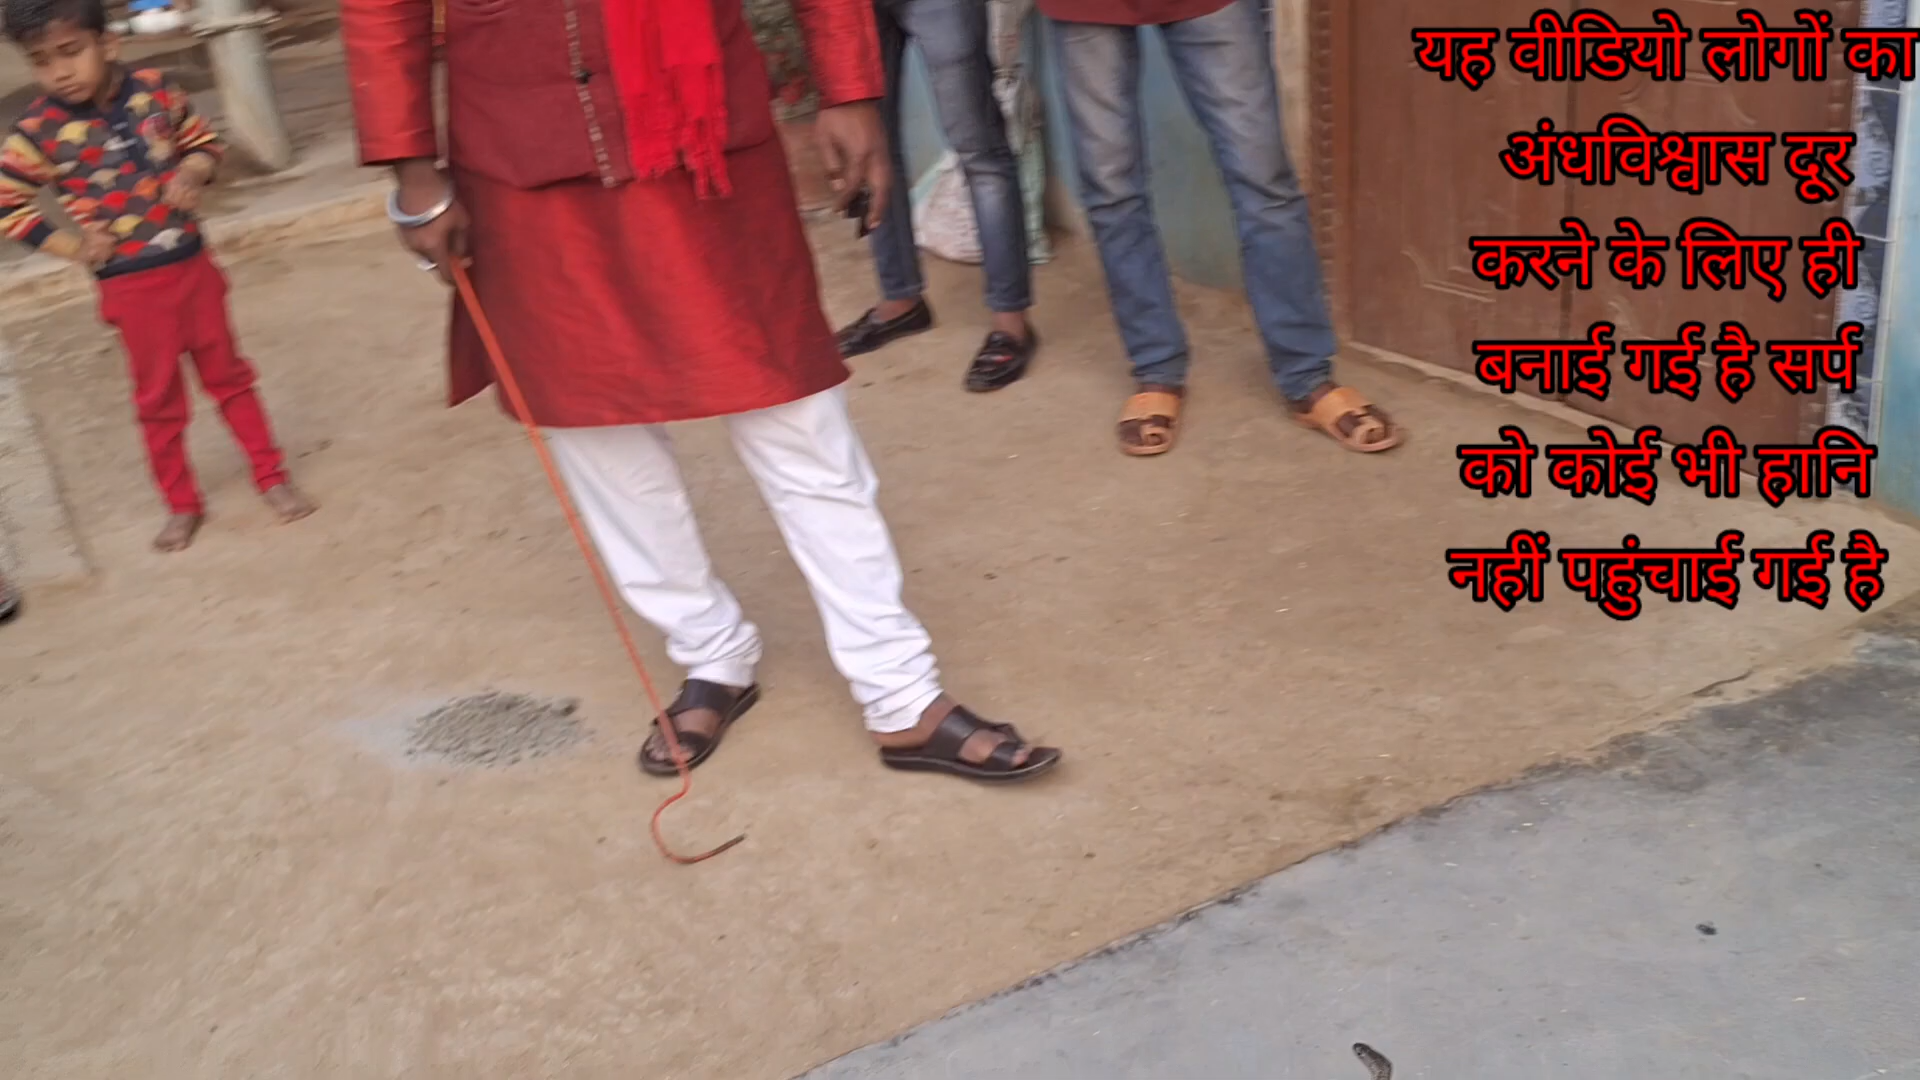 यह वीडियो लोगों का
अंधविश्वास दूर
करने के लिए ही
बनाई गई है सर्प
को कोई भी हानि
नहीं पहुंचाई गई है